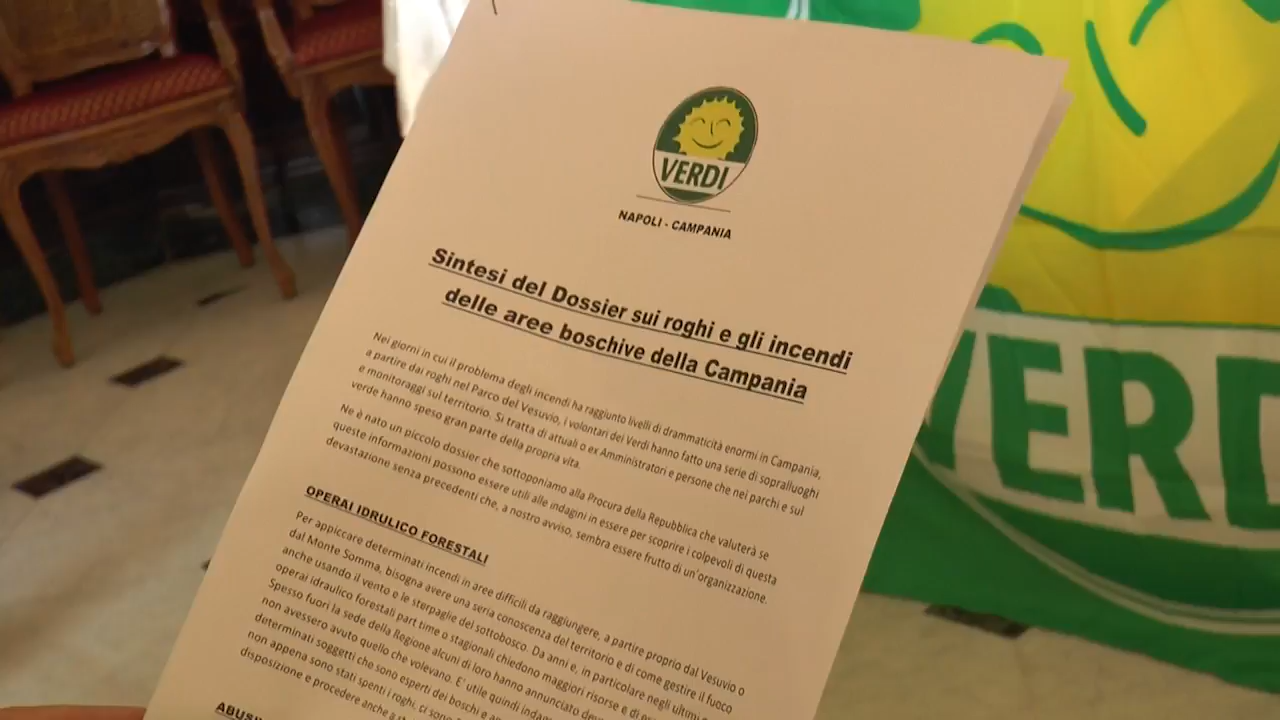 VERDI
NAPOLI - CAMPANIA
Sintesi del Dossier sui roghi e gli incendi
delle aree boschive della Campania
Nei giorni in cui il problema degli incendi ha raggiunto livelli di drammaticità enormi in Campania,
a partire dai roghi nel Parco del Vesuvio, i volontari dei Verdi hanno fatto una serie di sopralluoghi
e monitoraggi sul territorio. Si tratta di attuali o ex Amministratori e persone che nei parchi e sul
verde hanno speso gran parte della propria vita.
Ne è nato un piccolo dossier che sottoponiamo alla Procura della Repubblica che valuterà se
queste informazioni possono essere utili alle indagini in essere per scoprire i colpevoli di questa
devastazione senza precedenti che, a nostro avviso, sembra essere frutto di un'organizzazione.
OPERAI IDRULICO FORESTALI
Per appiccare determinati incendi in aree difficili da raggiungere, a partire proprio dal Vesuvio o
dal Monte Somma, bisogna avere una seria conoscenza del territorio e di come gestire il fuoco
anche usando il vento e le sterpaglie del sottobosco. Da anni e, in particolare negli ultimi
operai idraulico forestali part time o stagionali chiedono maggiori risorse e di
Spesso fuori la sede della Regione alcuni di loro hanno annunciato
non avessero avuto quello che volevano. E' utile quindi
determinati soggetti che sono esperti dei boschi e
non appena sono stati spenti i roghi, ci sono
disposizione e procedere anche a
VERD